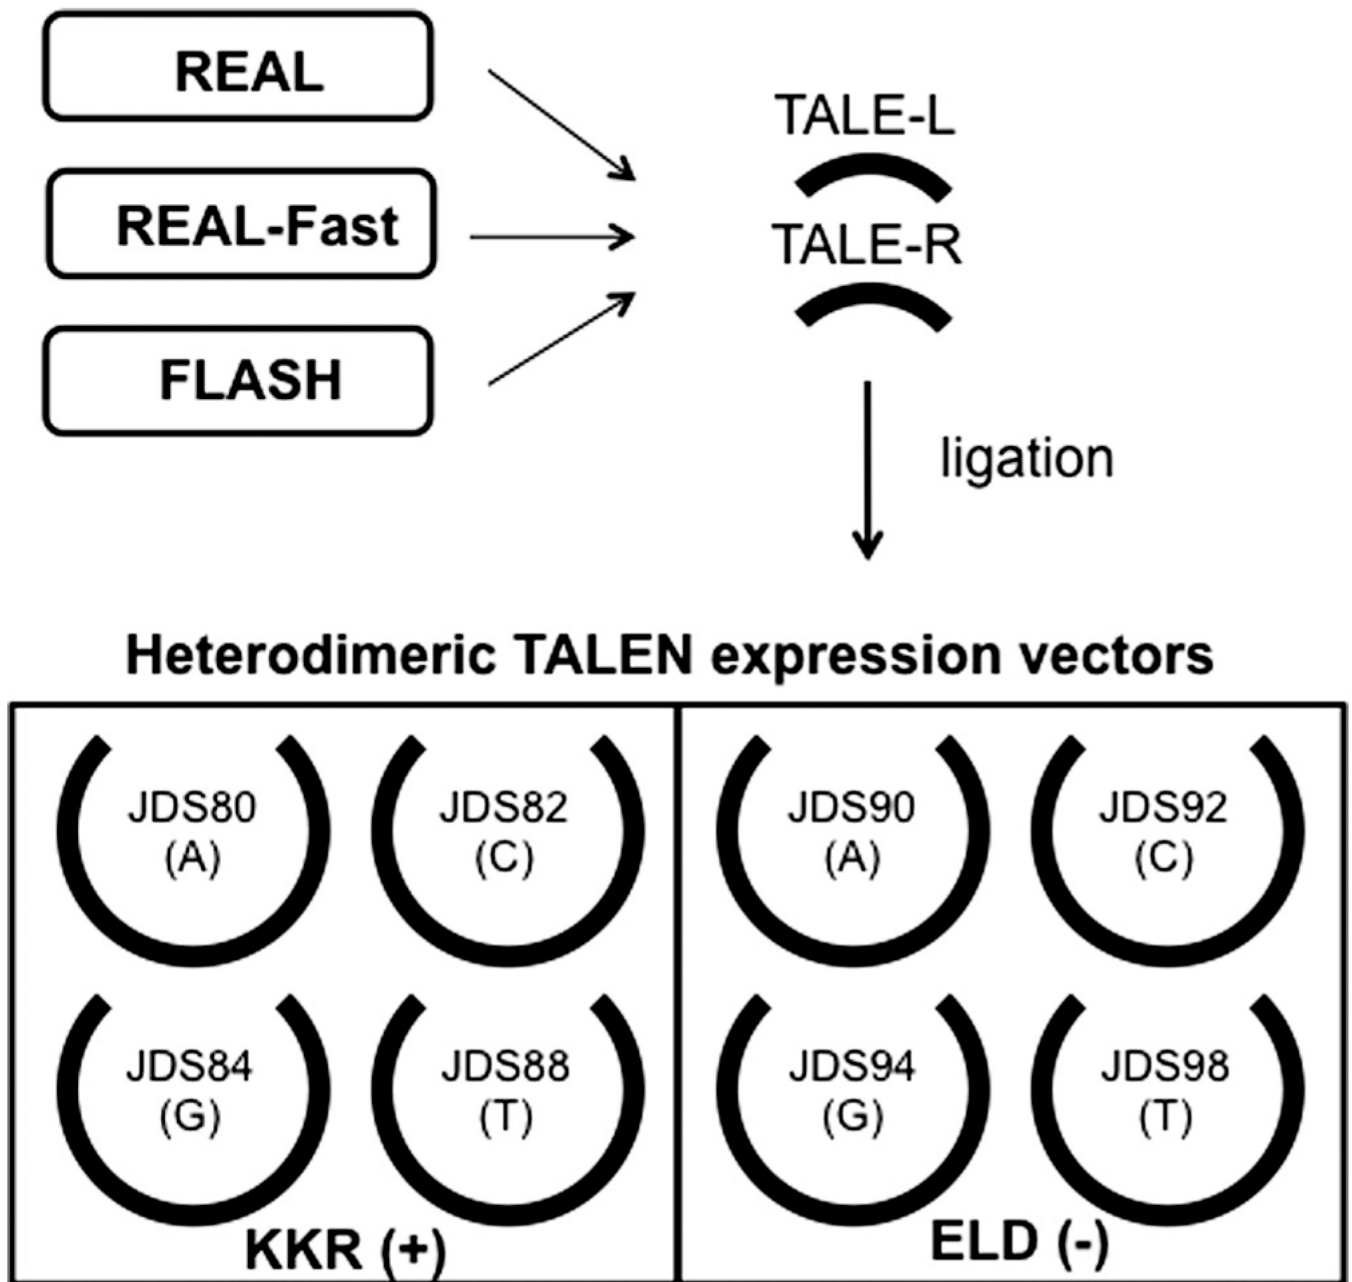 REAL
REAL-Fast
FLASH
TALE-L
TALE-R
ligation
Heterodimeric TALEN expression vectors
JDS80
(A)
JDS82
(C)
JDS84
(G)
JDS88
(T)
KKR (+)
JDS90
(A)
JDS92
(C)
JDS94
(G)
JDS98
(T)
ELD (-)